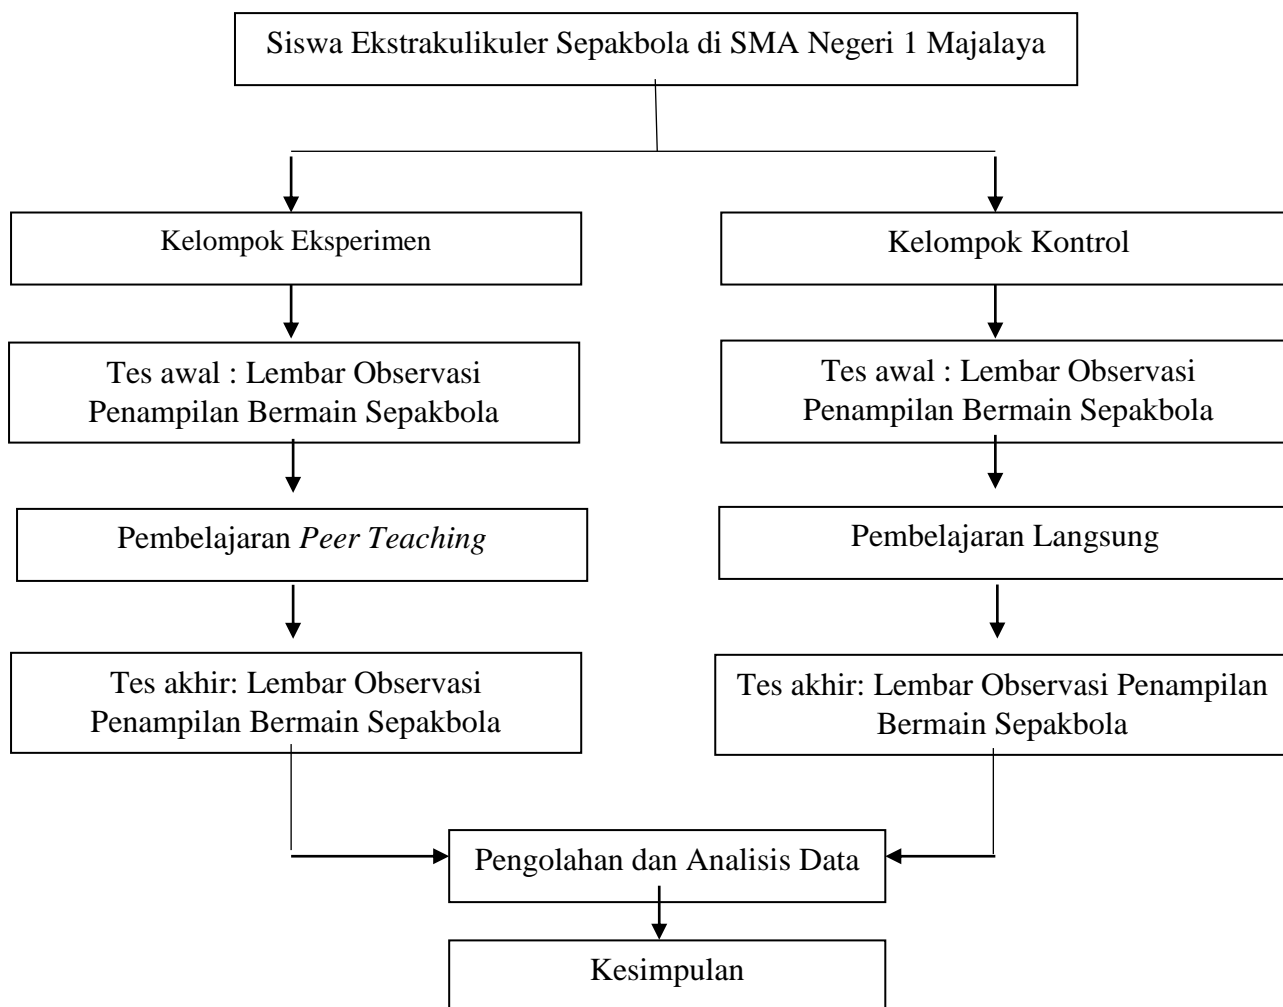 Siswa Ekstrakulikuler Sepakbola di SMA Negeri 1 Majalaya
Kelompok Eksperimen
Kelompok Kontrol
Tes awal : Lembar Observasi
Penampilan Bermain Sepakbola
Tes awal : Lembar Observasi
Penampilan Bermain Sepakbola
Pembelajaran Peer Teaching
Pembelajaran Langsung
Tes akhir: Lembar Observasi
Penampilan Bermain Sepakbola
Tes akhir: Lembar Observasi Penampilan
Bermain Sepakbola
Pengolahan dan Analisis Data
Kesimpulan